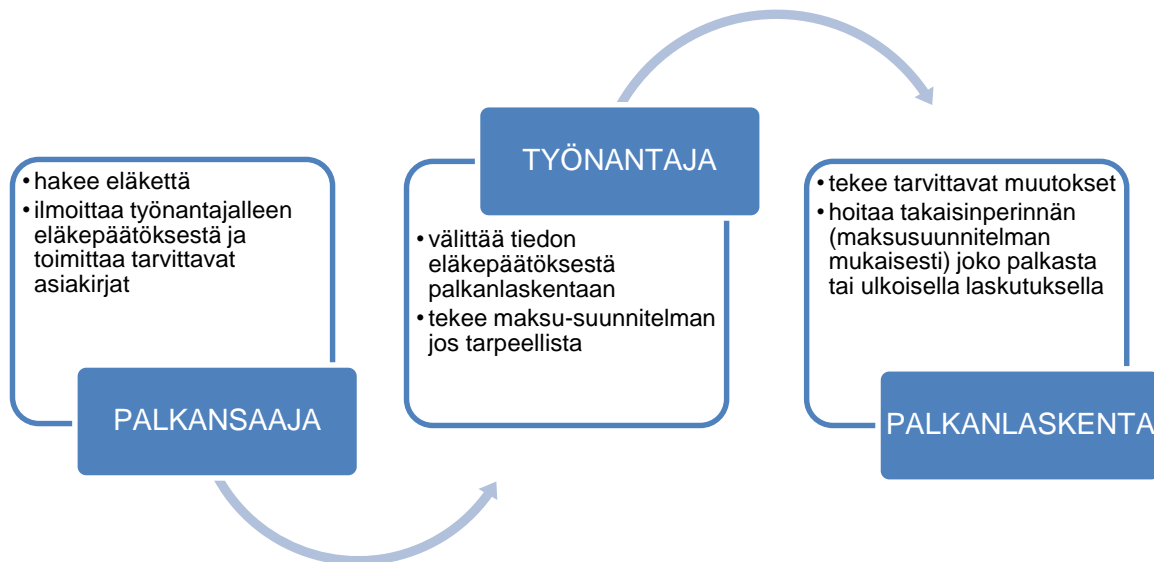 • hakee eläkettä
• ilmoittaa työnantajalleen
eläkepäätöksestä ja
toimittaa tarvittavat
asiakirjat
PALKANSAAJA
TYÖNANTAJA
• välittää tiedon
eläkepäätöksestä
palkanlaskentaan
• tekee maksu-suunnitelman
jos tarpeellista
• tekee tarvittavat muutokset
• hoitaa takaisinperinnän
(maksusuunnitelman
mukaisesti) joko palkasta
tai ulkoisella laskutuksella
PALKANLASKENTA